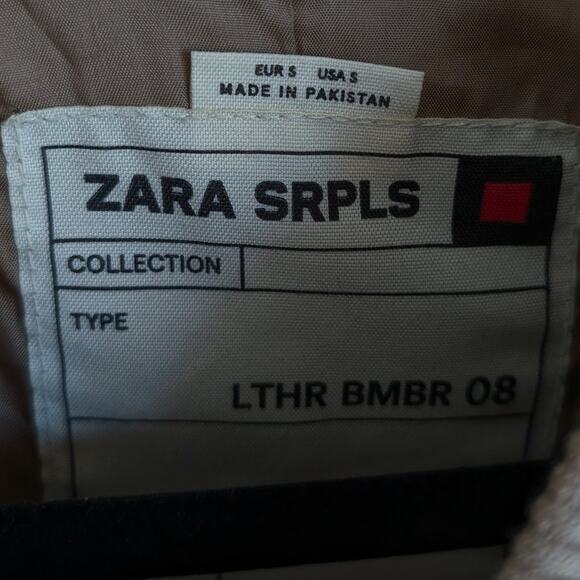 EUR S USA S
MADE IN PAKISTAN
ZARA SRPLS
COLLECTION
TYPE
LTHR BMBR 08